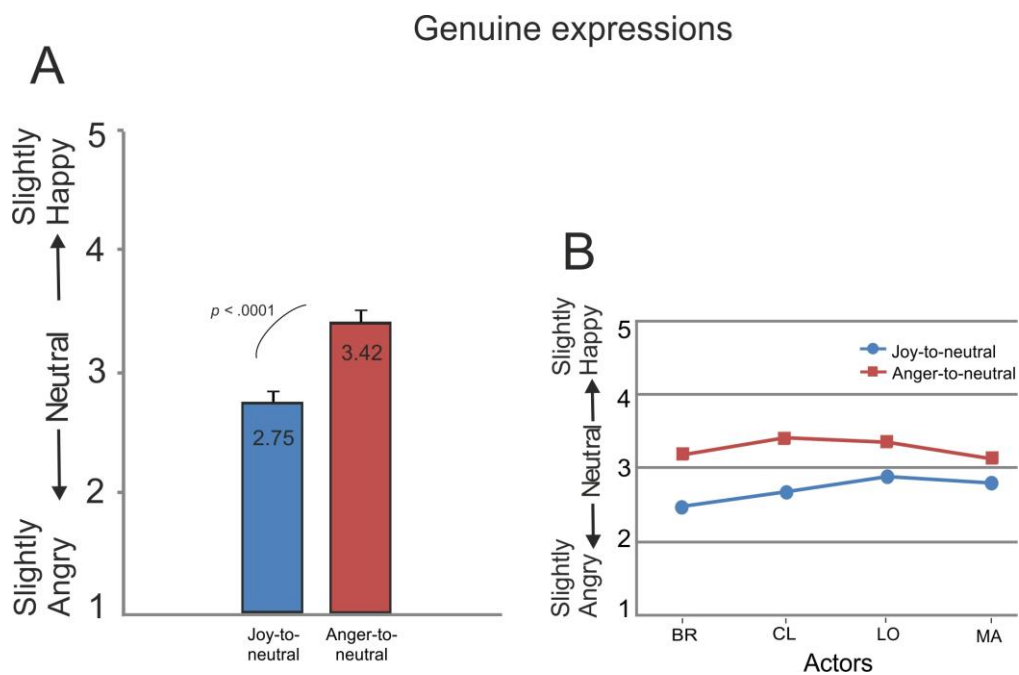 Genuine expressions
A
Slightly
Happy
Neutral
Slightly
Angry
5
4
3
2
1
p < .0001
2.75
3.42
Joy-to-
neutral
Anger-to-
neutral
B
Slightly
Happy
Neutral
Slightly
Angry
5
4
3
2
1
Joy-to-neutral
Anger-to-neutral
BR
CL
LO
MA
Actors